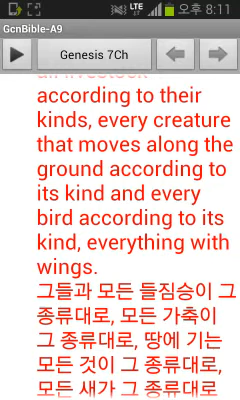 LTE
오후 8:11
GcnBible-A9
Genesis 7Ch
all livestock
according to their
kinds, every creature
that moves along the
ground according to
its kind and every
bird according to its
kind, everything with
wings.
그들과 모든 들짐승이 그
종류대로, 모든 가축이
그 종류대로, 땅에 기는
모든 것이 그 종류대로,
모든 새가 그 종류대로